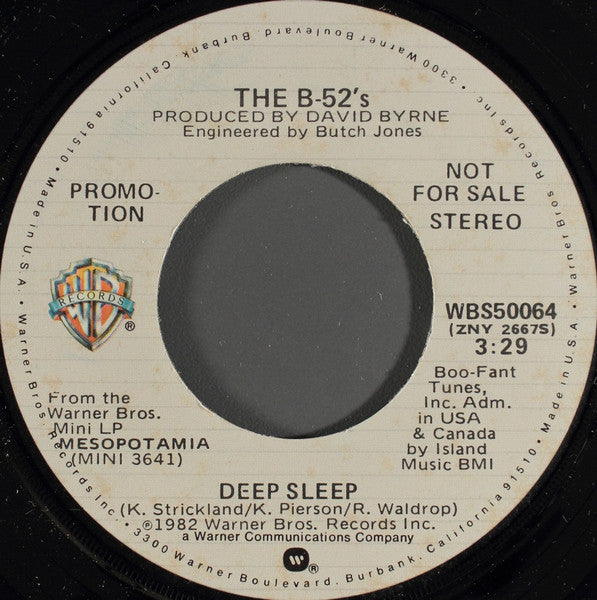 THE B-52's
PRODUCED BY DAVID BYRNE
Engineered by Butch Jones
PROMO-
TION
NOT
FOR SALE
STEREO
WB
RECORDS
®
WBS50064
(ZNY 2667S)
3:29
Boo-Fant
Tunes,
Inc. Adm.
in USA
& Canada
by Island
Music BMI
From the
Warner Bros.
Mini LP
MESOPOTAMIA
(MINI 3641)
DEEP SLEEP
(K. Strickland/K. Pierson/R. Waldrop)
℗1982 Warner Bros. Records Inc.
a Warner Communications Company
W®
Made in U.S.A. • Warner Bros. Records Inc. • 3300 Warner Boulevard, Burbank, California 91510 • Made in U.S.A. • Warner Bros Records Inc. • 3300 Warner Boulevard, Burbank, California 91510 •